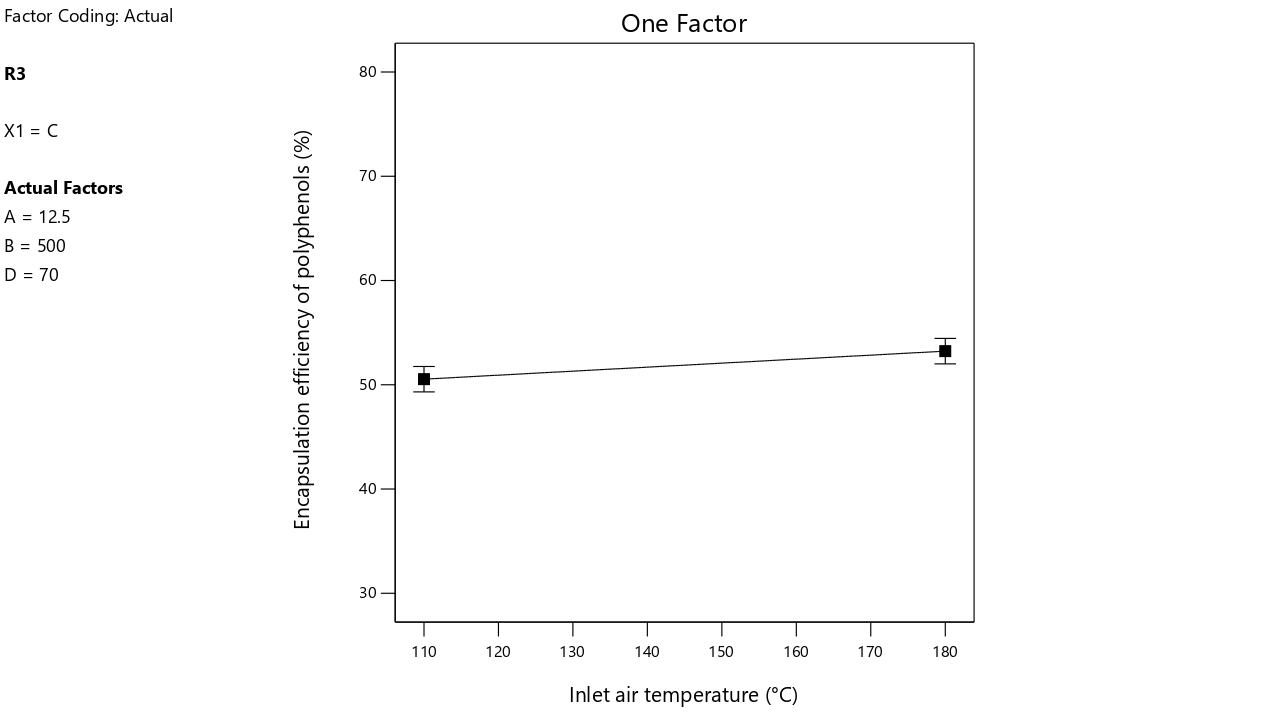 Factor Coding: Actual
R3
X1 = C
Actual Factors
A = 12.5
B = 500
D = 70
One Factor
Encapsulation efficiency of polyphenols (%)
80
70
60
50
40
30
110 120 130 140 150 160 170 180
Inlet air temperature (°C)